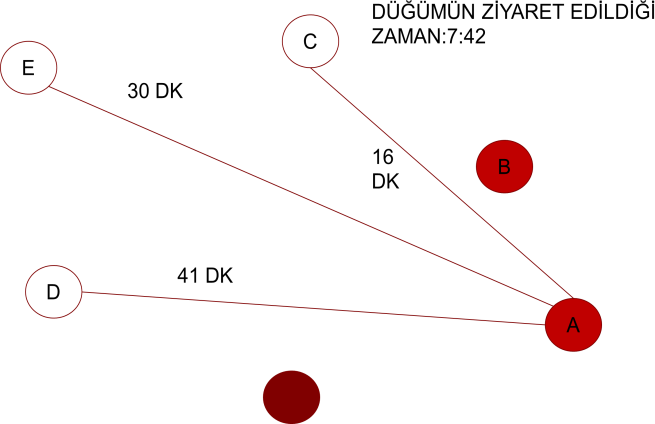 DÜĞÜMÜN ZİYARET EDİLDİĞİ
ZAMAN:7:42
C
E
30 DK
16
DK
B
41 DK
D
A